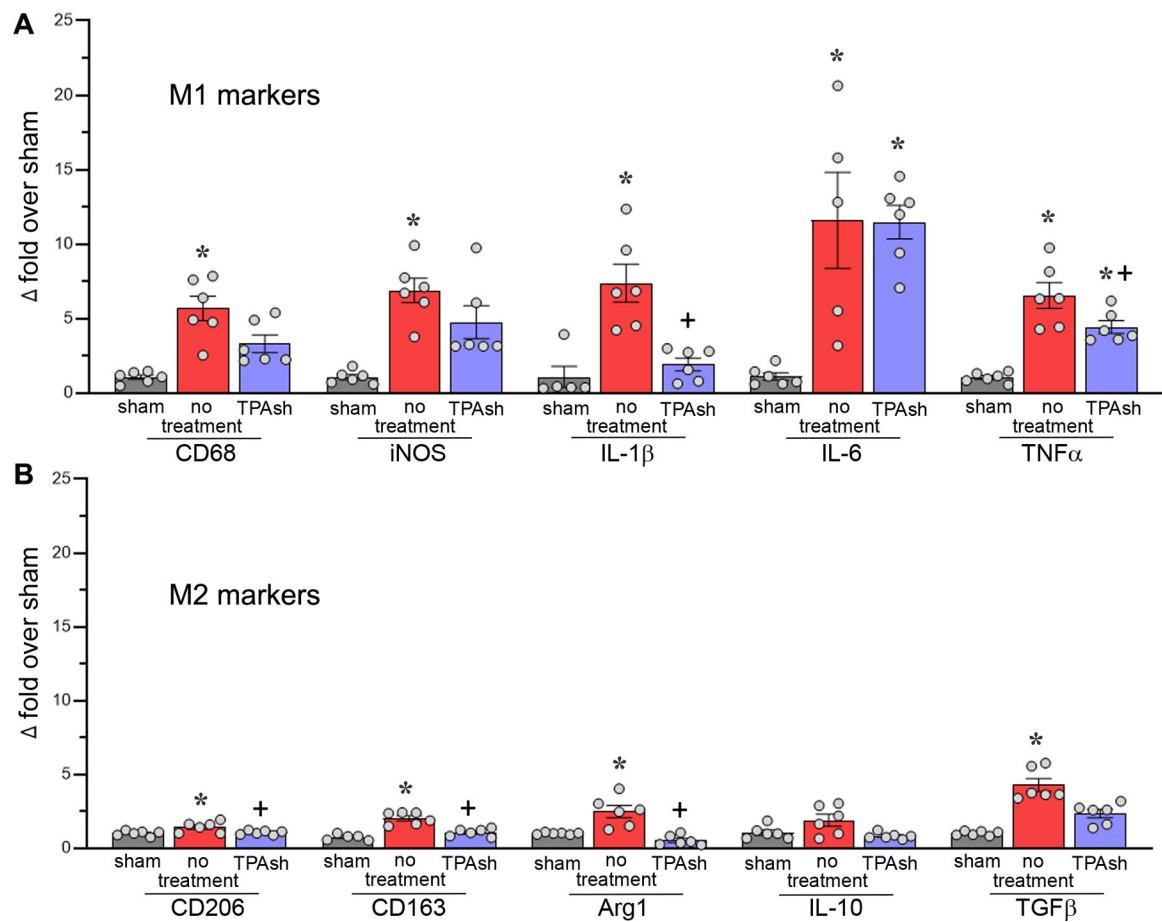 A
25
20
15
10
5
0
Δ fold over sham
M1 markers
* * * + * * * *+
sham no TPAsh sham no TPAsh sham no TPAsh sham no TPAsh sham no TPAsh
treatment treatment treatment treatment treatment
CD68 iNOS IL-1β IL-6 TNFα
B
25
20
15
10
5
0
Δ fold over sham
M2 markers
* + * + * + *
sham no TPAsh sham no TPAsh sham no TPAsh sham no TPAsh sham no TPAsh
treatment treatment treatment treatment treatment
CD206 CD163 Arg1 IL-10 TGFβ